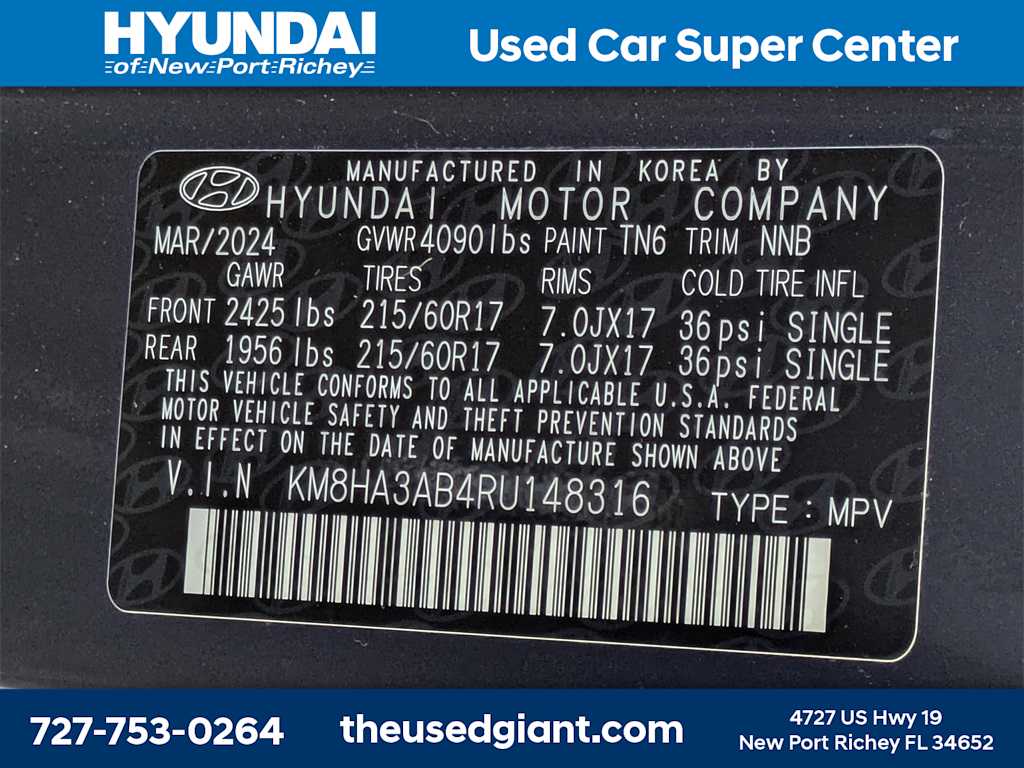 HYUNDAI
of New Port Richey
Used Car Super Center
MANUFACTURED IN KOREA BY
HYUNDAI MOTOR COMPANY
MAR/2024 GVWR 4090 lbs PAINT TN6 TRIM NNB
GAWR TIRES RIMS COLD TIRE INFL
FRONT 2425 lbs 215/60R17 7.0JX17 36psi SINGLE
REAR 1956 lbs 215/60R17 7.0JX17 36psi SINGLE
THIS VEHICLE CONFORMS TO ALL APPLICABLE U.S.A. FEDERAL
MOTOR VEHICLE SAFETY AND THEFT PREVENTION STANDARDS
IN EFFECT ON THE DATE OF MANUFACTURE SHOWN ABOVE
V.I.N KM8HA3AB4RU148316 TYPE : MPV
727-753-0264
theusedgiant.com
4727 US Hwy 19
New Port Richey FL 34652